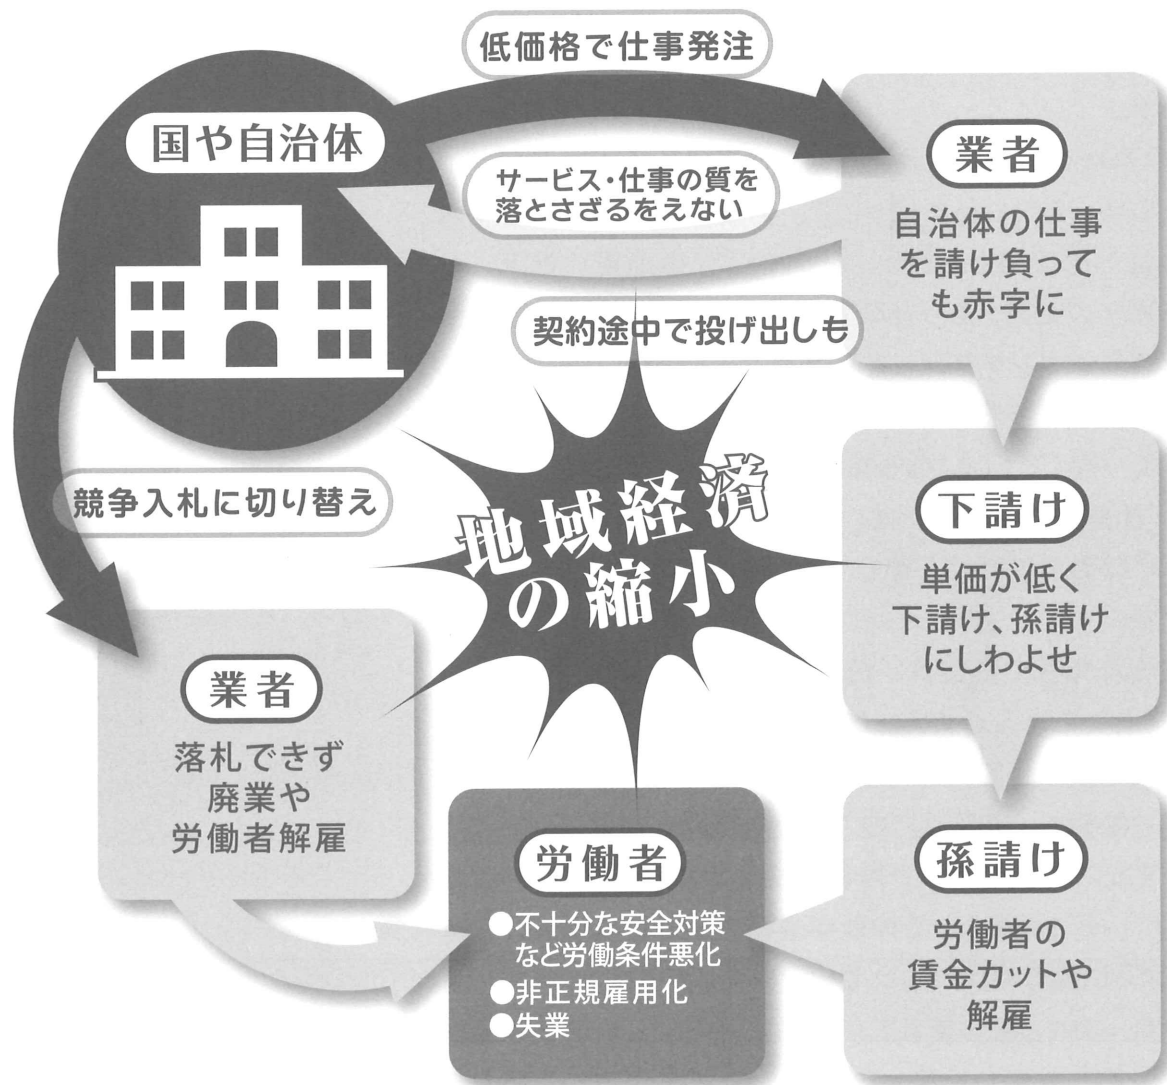 低価格で仕事発注
国や自治体
サービス・仕事の質を
落とさざるをえない
業者
自治体の仕事
を請け負って
も赤字に
契約途中で投げ出しも
競争入札に切り替え
地域経済
の縮小
下請け
単価が低く
下請け、孫請け
にしわよせ
業者
落札できず
廃業や
労働者解雇
労働者
●不十分な安全対策
など労働条件悪化
●非正規雇用化
●失業
孫請け
労働者の
賃金カットや
解雇